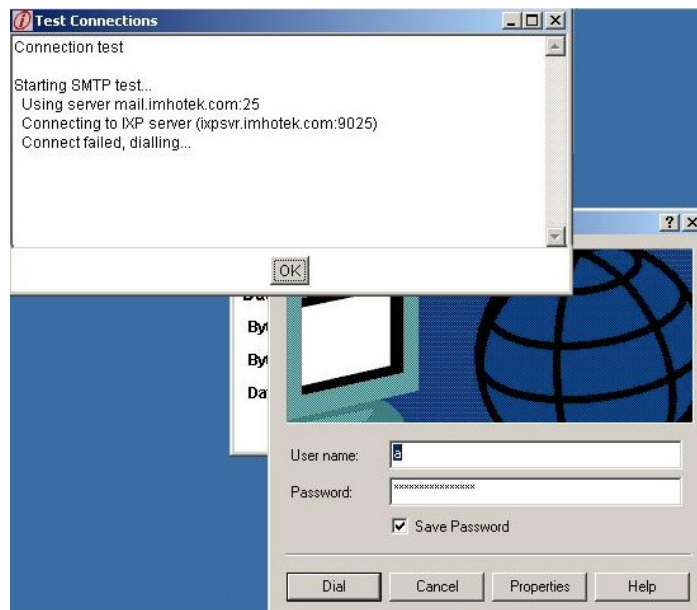 Test Connections
Connection test
Starting SMTP test...
Using server mail.imhotek.com:25
Connecting to IXP server (ixpsvr.imhotek.com:9025)
Connect failed, dialling...
OK
User name:
a
Password:
xxxxxxxxxxxxxxxx
Save Password
Dial Cancel Properties Help